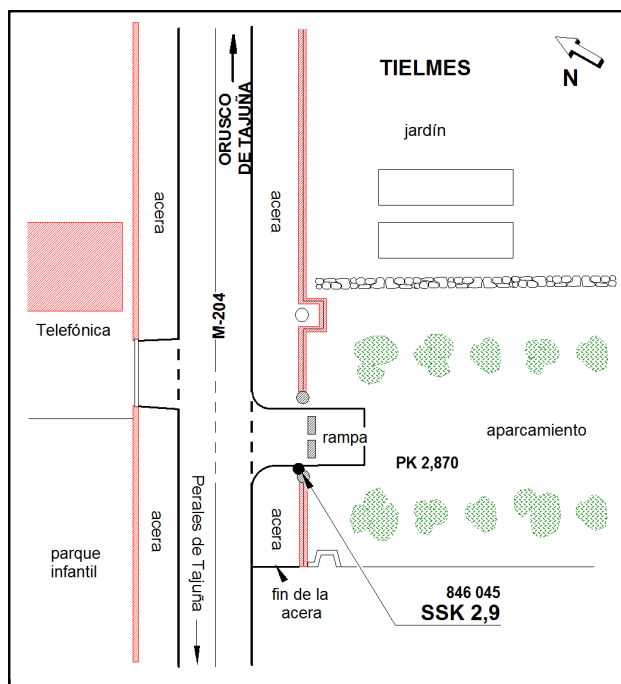 TIELMES
N
jardín
ORUSCO
DE TAJUÑA
acera
acera
Telefónica
M-204
rampa
aparcamiento
PK 2,870
acera
acera
Perales de Tajuña
parque
infantil
fin de la
acera
846 045
SSK 2,9